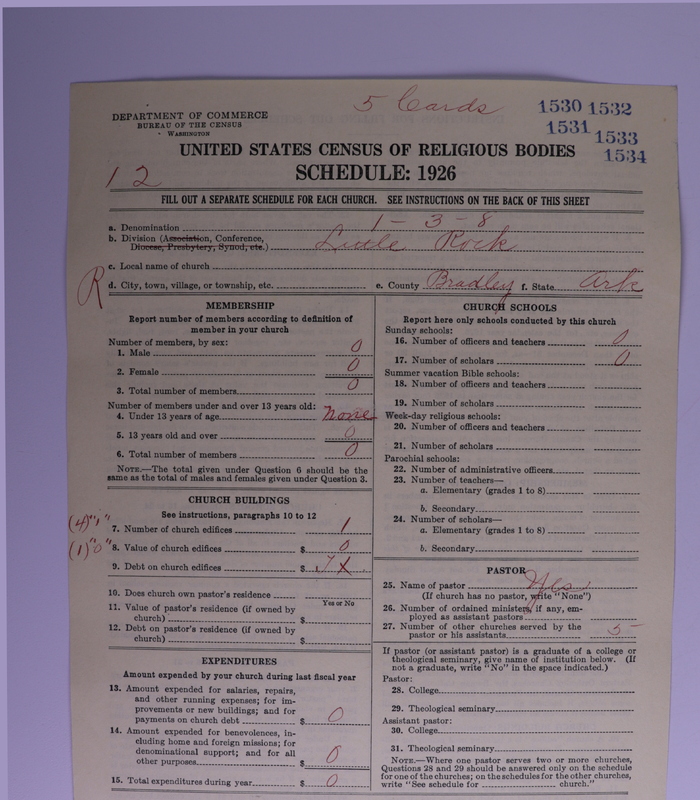 5 Cards
1530 1532
1531 1533
1534
DEPARTMENT OF COMMERCE
BUREAU OF THE CENSUS
WASHINGTON
UNITED STATES CENSUS OF RELIGIOUS BODIES
12
SCHEDULE: 1926
FILL OUT A SEPARATE SCHEDULE FOR EACH CHURCH. SEE INSTRUCTIONS ON THE BACK OF THIS SHEET
a. Denomination 1-3-8
b. Division (Association, Conference, Diocese, Presbytery, Synod, etc.) Little Rock
c. Local name of church
R
d. City, town, village, or township, etc. e. County Bradley f. State Ark
MEMBERSHIP
Report number of members according to definition of
member in your church
Number of members, by sex:
1. Male 0
2. Female 0
3. Total number of members 0
Number of members under and over 13 years old:
4. Under 13 years of age none
5. 13 years old and over 0
6. Total number of members 0
NOTE.—The total given under Question 6 should be the
same as the total of males and females given under Question 3.
CHURCH BUILDINGS
See instructions, paragraphs 10 to 12
(4) "1" 7. Number of church edifices 1
(1) "0" 8. Value of church edifices $ 0
9. Debt on church edifices $
10. Does church own pastor's residence
Yes or No
11. Value of pastor's residence (if owned by
church) $
12. Debt on pastor's residence (if owned by
church) $
EXPENDITURES
Amount expended by your church during last fiscal year
13. Amount expended for salaries, repairs,
and other running expenses; for im-
provements or new buildings; and for
payments on church debt $ 0
14. Amount expended for benevolences, in-
cluding home and foreign missions; for
denominational support; and for all
other purposes $ 0
15. Total expenditures during year $ 0
CHURCH SCHOOLS
Report here only schools conducted by this church
Sunday schools:
16. Number of officers and teachers 0
17. Number of scholars 0
Summer vacation Bible schools:
18. Number of officers and teachers
19. Number of scholars
Week-day religious schools:
20. Number of officers and teachers
21. Number of scholars
Parochial schools:
22. Number of administrative officers
23. Number of teachers—
a. Elementary (grades 1 to 8)
b. Secondary
24. Number of scholars—
a. Elementary (grades 1 to 8)
b. Secondary
PASTOR
25. Name of pastor Yes
(If church has no pastor, write "None")
26. Number of ordained ministers, if any, em-
ployed as assistant pastors
27. Number of other churches served by the
pastor or his assistants 5
If pastor (or assistant pastor) is a graduate of a college or
theological seminary, give name of institution below. (If
not a graduate, write "No" in the space indicated.)
Pastor:
28. College
29. Theological seminary
Assistant pastor:
30. College
31. Theological seminary
NOTE.—Where one pastor serves two or more churches,
Questions 28 and 29 should be answered only on the schedule
for one of the churches; on the schedules for the other churches,
write "See schedule for church."